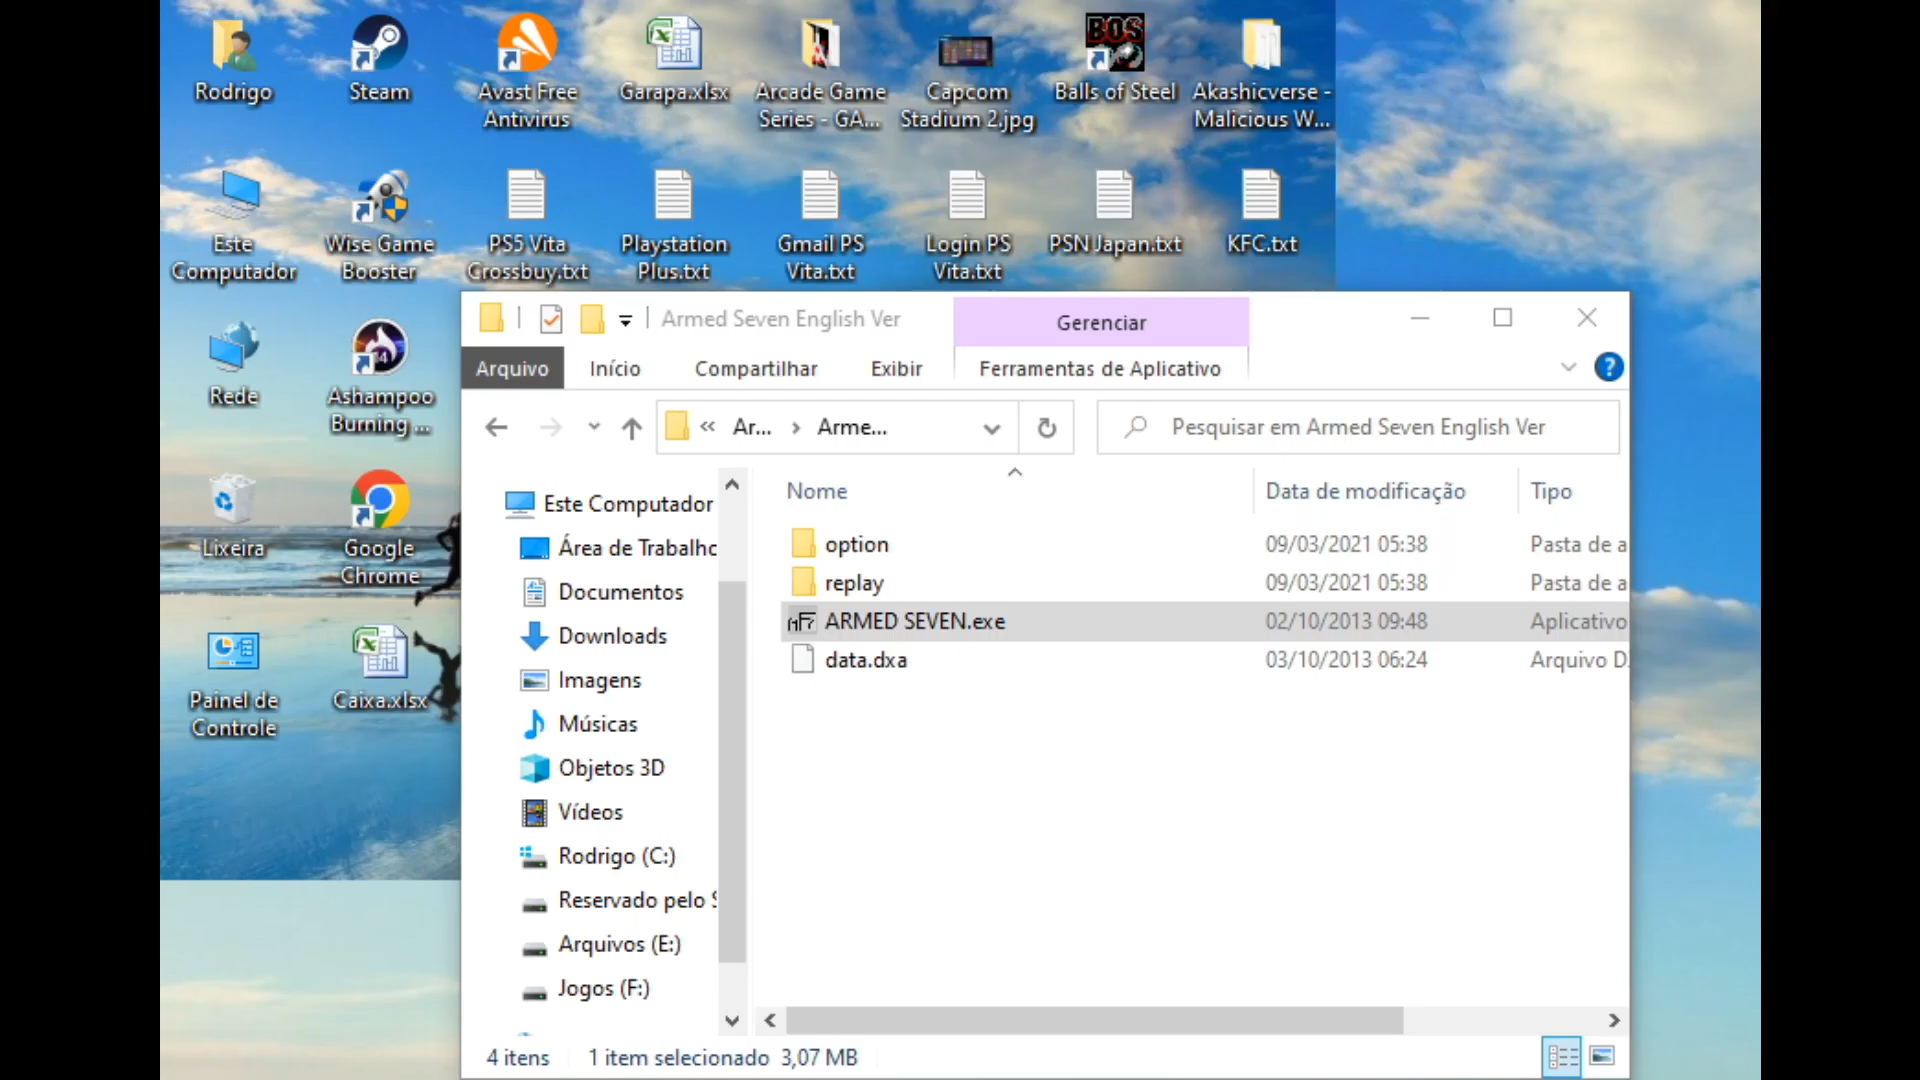 Rodrigo
Steam
Avast Free
Antivirus
Garapa.xlsx
Arcade Game
Series - GA...
Capcom
Stadium 2.jpg
BOS
Balls of Steel
Akashicverse -
Malicious W...
Este
Computador
Wise Game
Booster
PS5 Vita
Crossbuy.txt
Playstation
Plus.txt
Gmail PS
Vita.txt
Login PS
Vita.txt
PSN Japan.txt
KFC.txt
Rede
14
Ashampoo
Burning ...
Lixeira
Google
Chrome
Painel de
Controle
Caixa.xlsx
Armed Seven English Ver
Gerenciar
Arquivo
Início
Compartilhar
Exibir
Ferramentas de Aplicativo
?
« Ar... › Arme...
Pesquisar em Armed Seven English Ver
Este Computador
Área de Trabalho
Documentos
Downloads
Imagens
Músicas
Objetos 3D
Vídeos
Rodrigo (C:)
Reservado pelo S
Arquivos (E:)
Jogos (F:)
Nome Data de modificação Tipo
option 09/03/2021 05:38 Pasta de a
replay 09/03/2021 05:38 Pasta de a
ARMED SEVEN.exe 02/10/2013 09:48 Aplicativo
data.dxa 03/10/2013 06:24 Arquivo D
4 itens 1 item selecionado 3,07 MB